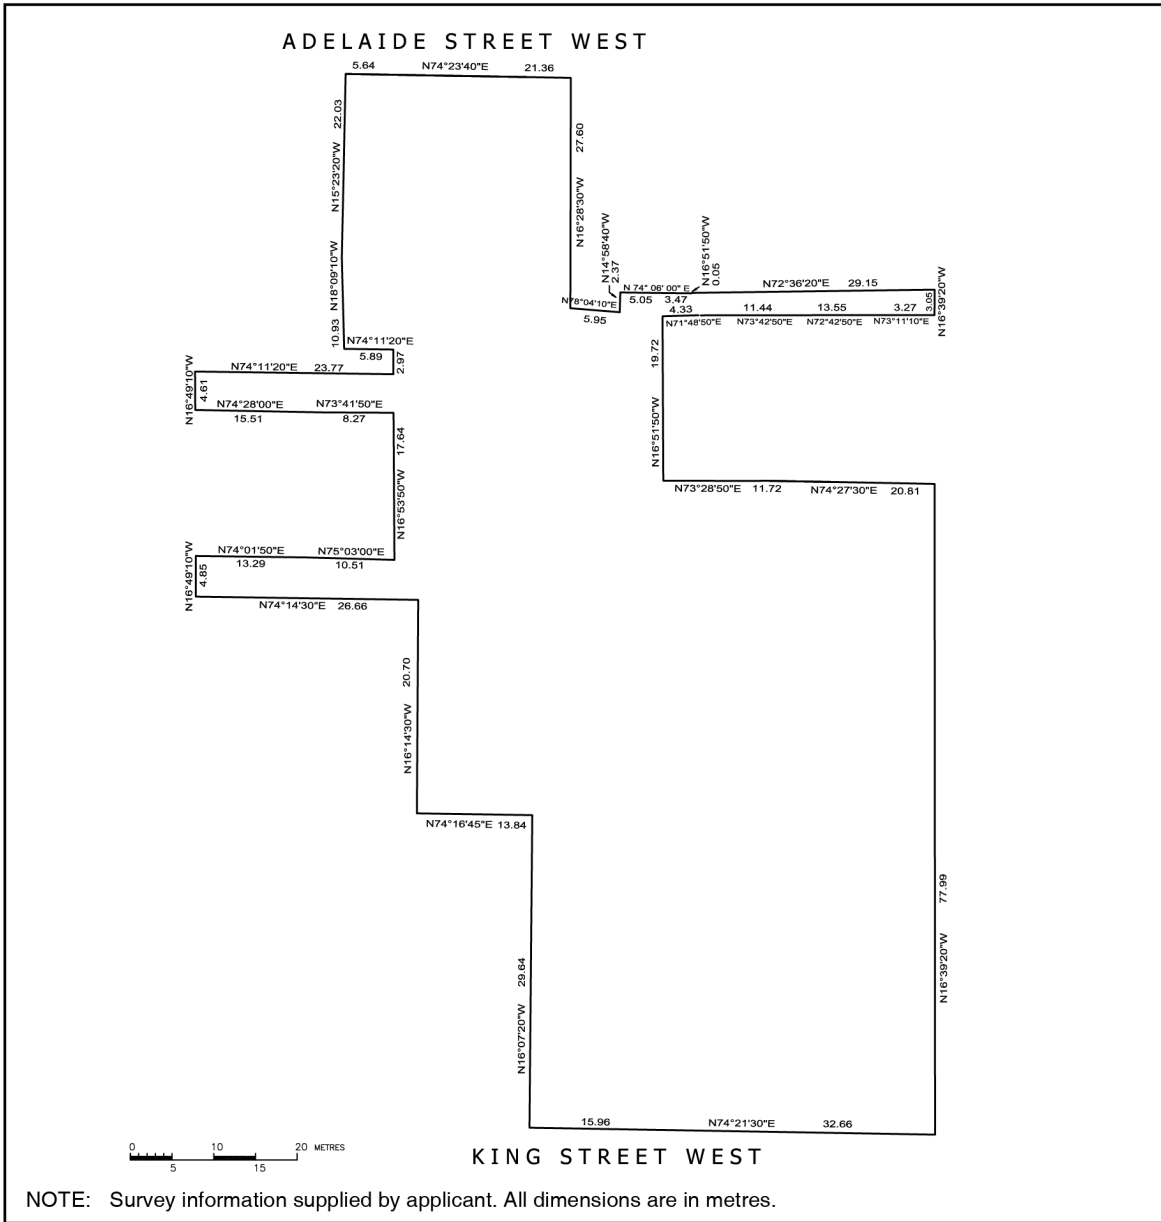 ADELAIDE STREET WEST
5.64 N74°23'40"E 21.36
22.03
N15°23'20"W
N18°09'10"W
10.93
27.60
N16°28'30"W
N14°58'40"W
2.37
N16°51'50"W
0.05
N78°04'10"E
5.95
N 74° 06' 00" E
5.05 3.47
N72°36'20"E 29.15
3.05
N16°39'20"W
4.33 11.44 13.55 3.27
N71°48'50"E N73°42'50"E N72°42'50"E N73°11'10"E
19.72
N16°51'50"W
N74°11'20"E
5.89
2.97
N74°11'20"E 23.77
N16°49'10"W
4.61
N74°28'00"E N73°41'50"E
15.51 8.27
17.64
N16°53'50"W
N73°28'50"E 11.72 N74°27'30"E 20.81
N74°01'50"E N75°03'00"E
13.29 10.51
N16°49'10"W
4.85
N74°14'30"E 26.66
20.70
N16°14'30"W
N74°16'45"E 13.84
77.99
N16°39'20"W
29.64
N16°07'20"W
15.96 N74°21'30"E 32.66
0 10 20 METRES
5 15
KING STREET WEST
NOTE: Survey information supplied by applicant. All dimensions are in metres.